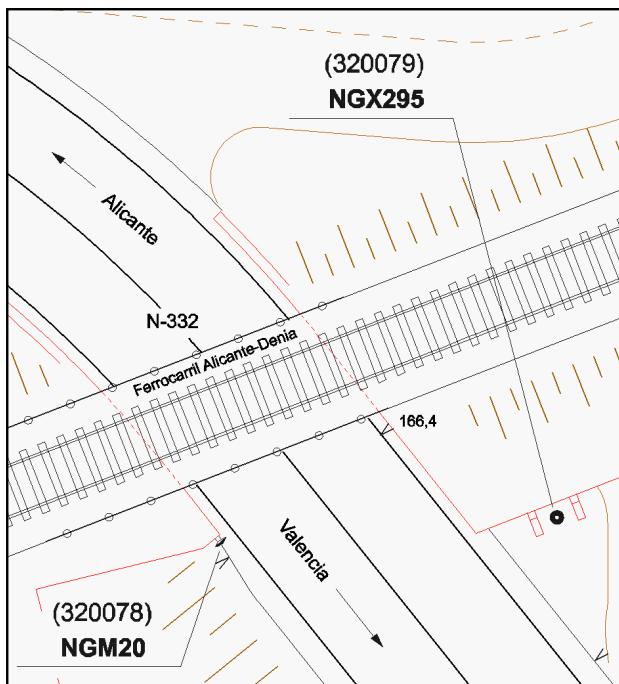 (320079)
NGX295
Alicante
N-332
Ferrocarril Alicante-Denia
166,4
Valencia
(320078)
NGM20